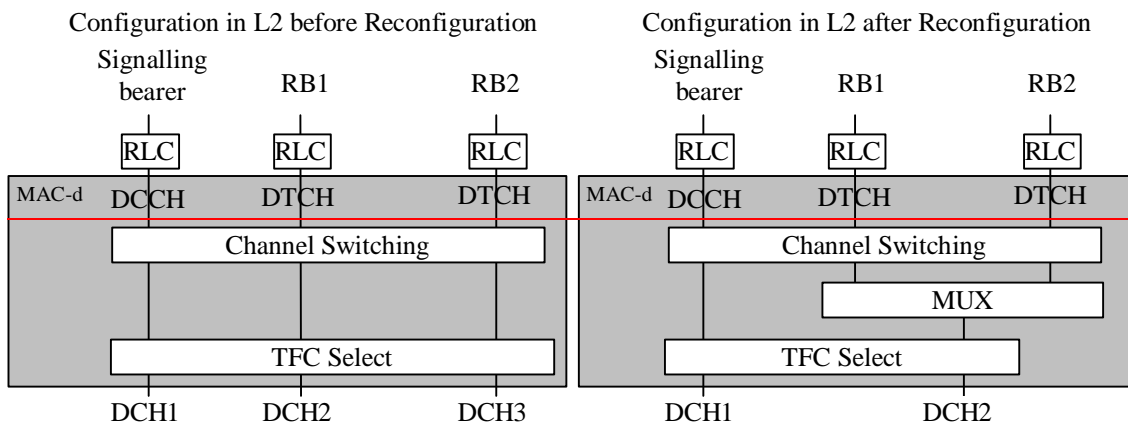 Configuration in L2 before Reconfiguration
Signalling
bearer
RB1
RB2
RLC
RLC
RLC
MAC-d
DCCH
DTCH
DTCH
Channel Switching
TFC Select
DCH1
DCH2
DCH3
Configuration in L2 after Reconfiguration
Signalling
bearer
RB1
RB2
RLC
RLC
RLC
MAC-d
DCCH
DTCH
DTCH
Channel Switching
MUX
TFC Select
DCH1
DCH2